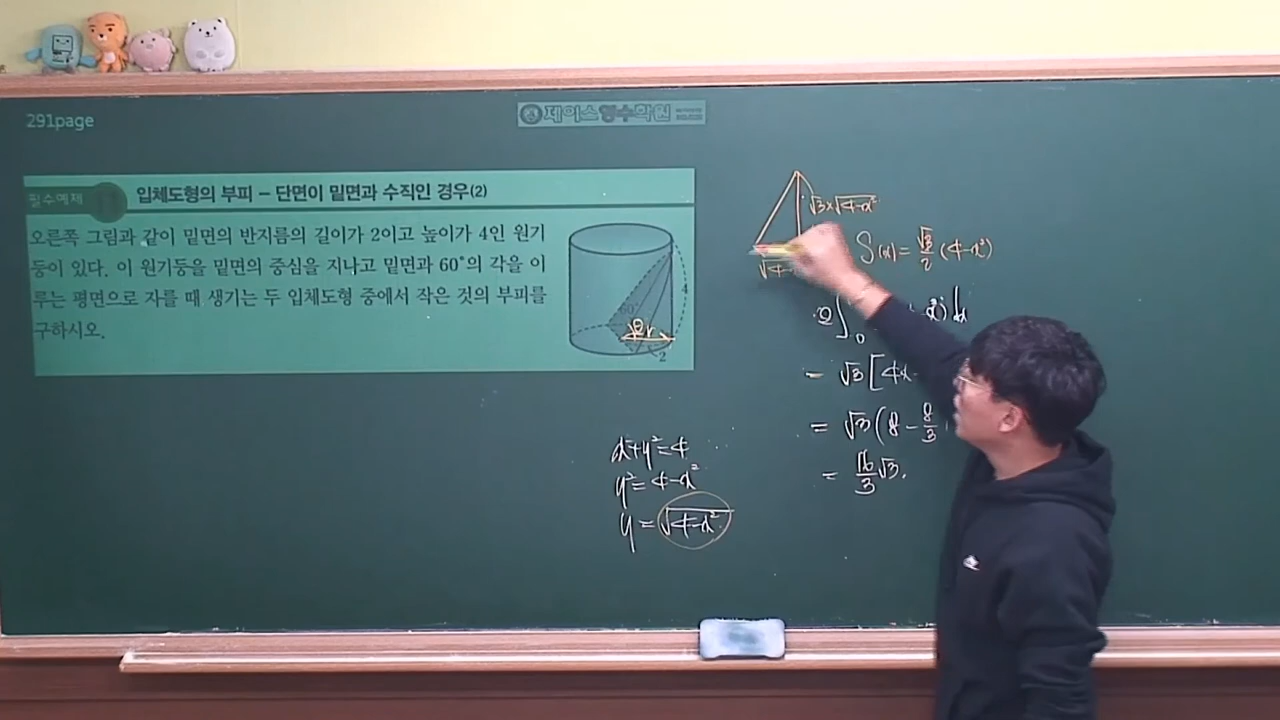 291page
제이스영수학원
필수예제
입체도형의 부피 – 단면이 밑면과 수직인 경우(2)
오른쪽 그림과 같이 밑면의 반지름의 길이가 2이고 높이가 4인 원기
둥이 있다. 이 원기둥을 밑면의 중심을 지나고 밑면과 60°의 각을 이
루는 평면으로 자를 때 생기는 두 입체도형 중에서 작은 것의 부피를
구하시오.
4
2
√3×√4-x²
S(x)= √3/2 (4-x²)
2∫0 x²) dx
= √3[4x-
= √3(8-8/3
= 16/3√3.
x²+y²=4
y²=4-x²
y=√4-x²